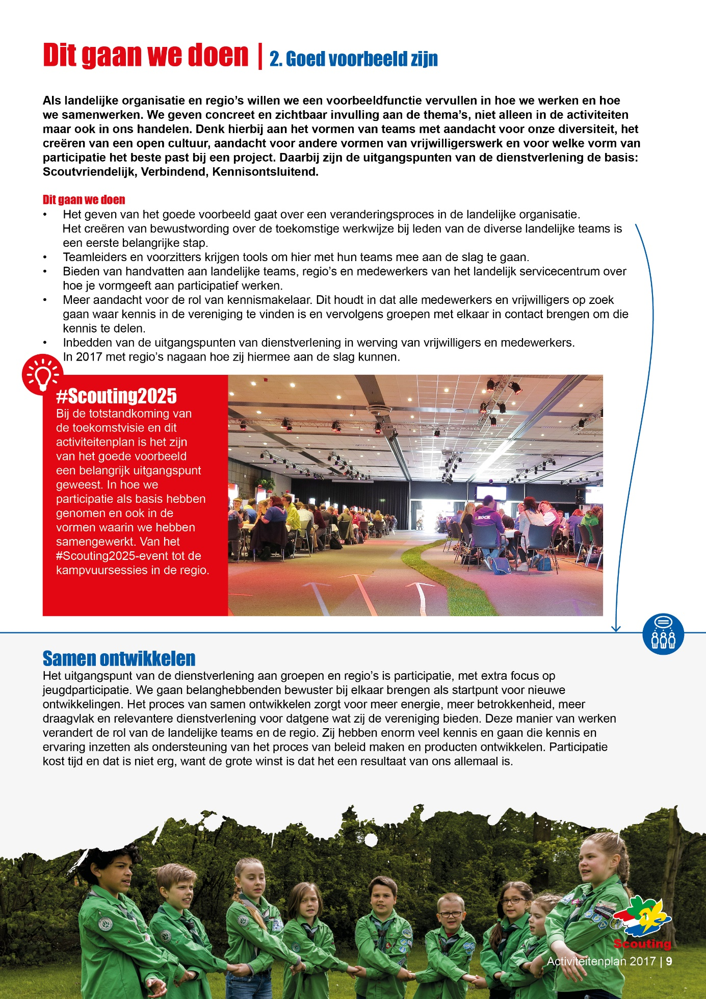 Dit gaan we doen | 2. Goed voorbeeld zijn
Als landelijke organisatie en regio’s willen we een voorbeeldfunctie vervullen in hoe we werken en hoe
we samenwerken. We geven concreet en zichtbaar invulling aan de thema’s, niet alleen in de activiteiten
maar ook in ons handelen. Denk hierbij aan het vormen van teams met aandacht voor onze diversiteit, het
creëren van een open cultuur, aandacht voor andere vormen van vrijwilligerswerk en voor welke vorm van
participatie het beste past bij een project. Daarbij zijn de uitgangspunten van de dienstverlening de basis:
Scoutvriendelijk, Verbindend, Kennisontsluitend.
Dit gaan we doen
• Het geven van het goede voorbeeld gaat over een veranderingsproces in de landelijke organisatie.
Het creëren van bewustwording over de toekomstige werkwijze bij leden van de diverse landelijke teams is
een eerste belangrijke stap.
• Teamleiders en voorzitters krijgen tools om hier met hun teams mee aan de slag te gaan.
• Bieden van handvatten aan landelijke teams, regio’s en medewerkers van het landelijk servicecentrum over
hoe je vormgeeft aan participatief werken.
• Meer aandacht voor de rol van kennismakelaar. Dit houdt in dat alle medewerkers en vrijwilligers op zoek
gaan waar kennis in de vereniging te vinden is en vervolgens groepen met elkaar in contact brengen om die
kennis te delen.
• Inbedden van de uitgangspunten van dienstverlening in werving van vrijwilligers en medewerkers.
In 2017 met regio’s nagaan hoe zij hiermee aan de slag kunnen.
#Scouting2025
Bij de totstandkoming van
de toekomstvisie en dit
activiteitenplan is het zijn
van het goede voorbeeld
een belangrijk uitgangspunt
geweest. In hoe we
participatie als basis hebben
genomen en ook in de
vormen waarin we hebben
samengewerkt. Van het
#Scouting2025-event tot de
kampvuursessies in de regio.
Samen ontwikkelen
Het uitgangspunt van de dienstverlening aan groepen en regio’s is participatie, met extra focus op
jeugdparticipatie. We gaan belanghebbenden bewuster bij elkaar brengen als startpunt voor nieuwe
ontwikkelingen. Het proces van samen ontwikkelen zorgt voor meer energie, meer betrokkenheid, meer
draagvlak en relevantere dienstverlening voor datgene wat zij de vereniging bieden. Deze manier van werken
verandert de rol van de landelijke teams en de regio. Zij hebben enorm veel kennis en gaan die kennis en
ervaring inzetten als ondersteuning van het proces van beleid maken en producten ontwikkelen. Participatie
kost tijd en dat is niet erg, want de grote winst is dat het een resultaat van ons allemaal is.
Scouting
Activiteitenplan 2017 | 9